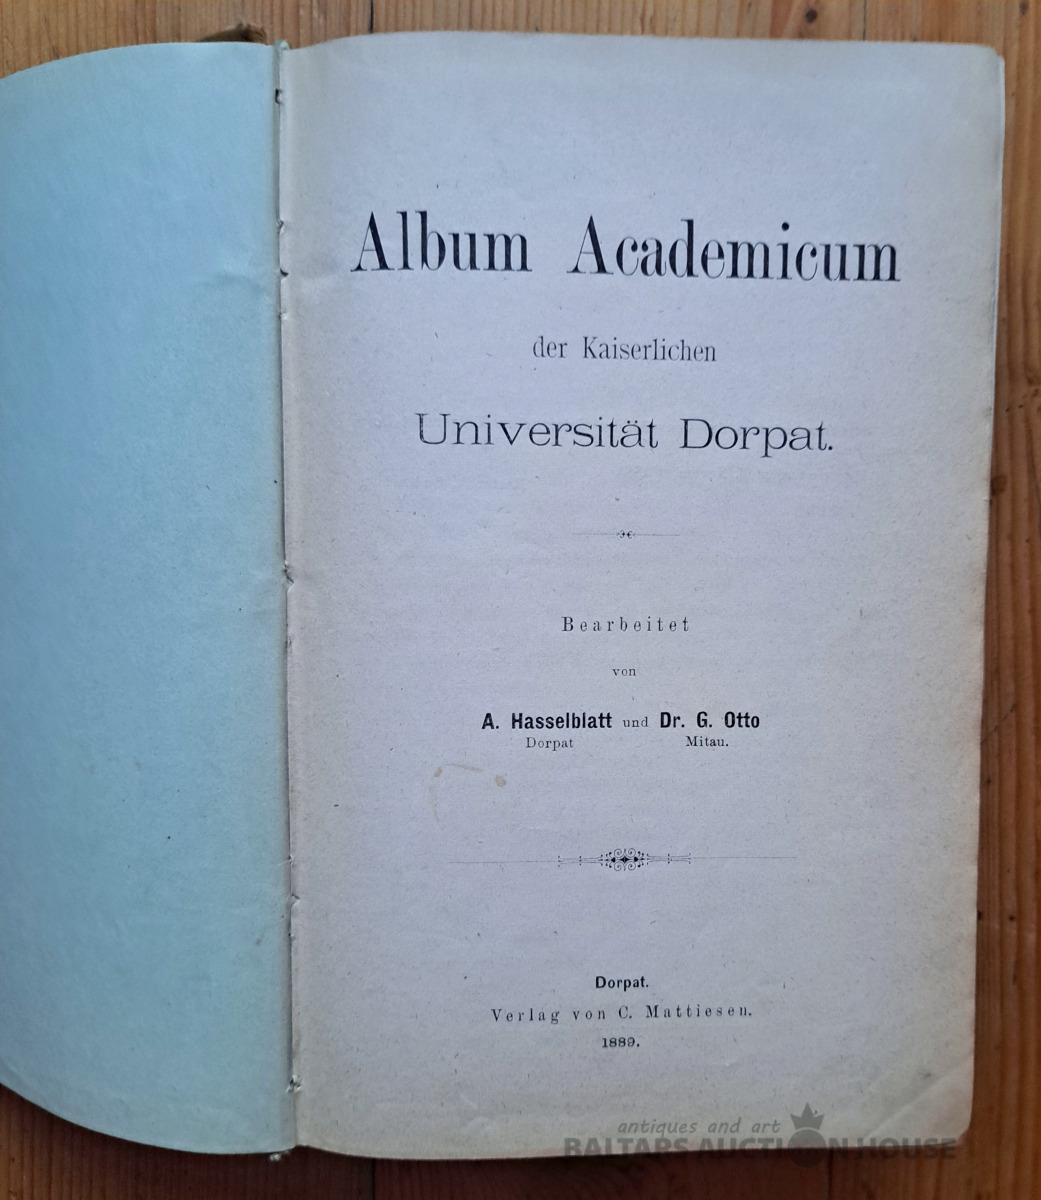 Album Academicum
der Kaiserlichen
Universität Dorpat.
Bearbeitet
von
A. Hasselblatt und Dr. G. Otto
Dorpat Mitau.
Dorpat.
Verlag von C. Mattiesen.
1889.
antiques and art
BALTARS AUCTION HOUSE